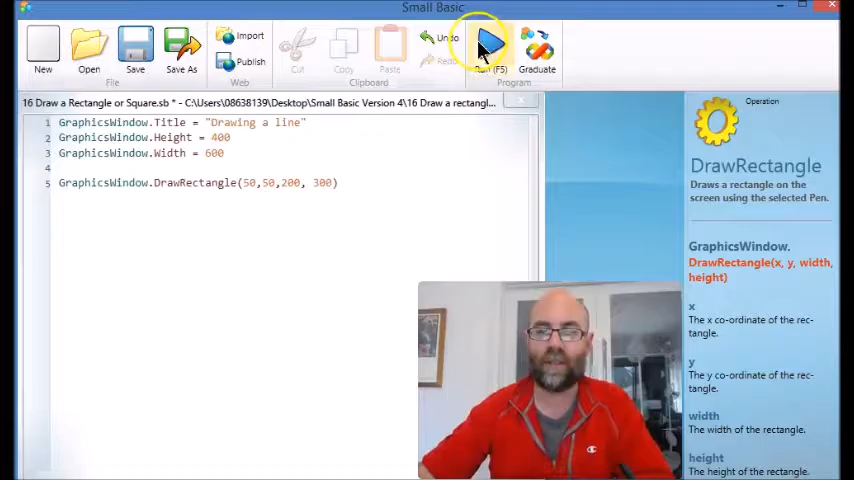 Small Basic
New
Open
Save
Save As
Import
Publish
Cut
Copy
Paste
Undo
Redo
Run (F5)
Graduate
File
Web
Clipboard
Program
16 Draw a Rectangle or Square.sb * - C:\Users\08638139\Desktop\Small Basic Version 4\16 Draw a rectangl...
1 GraphicsWindow.Title = "Drawing a line"
2 GraphicsWindow.Height = 400
3 GraphicsWindow.Width = 600
4
5 GraphicsWindow.DrawRectangle(50,50,200, 300)
Operation
DrawRectangle
Draws a rectangle on the
screen using the selected Pen.
GraphicsWindow.
DrawRectangle(x, y, width,
height)
x
The x co-ordinate of the rec-
tangle.
y
The y co-ordinate of the rec-
tangle.
width
The width of the rectangle.
height
The height of the rectangle.